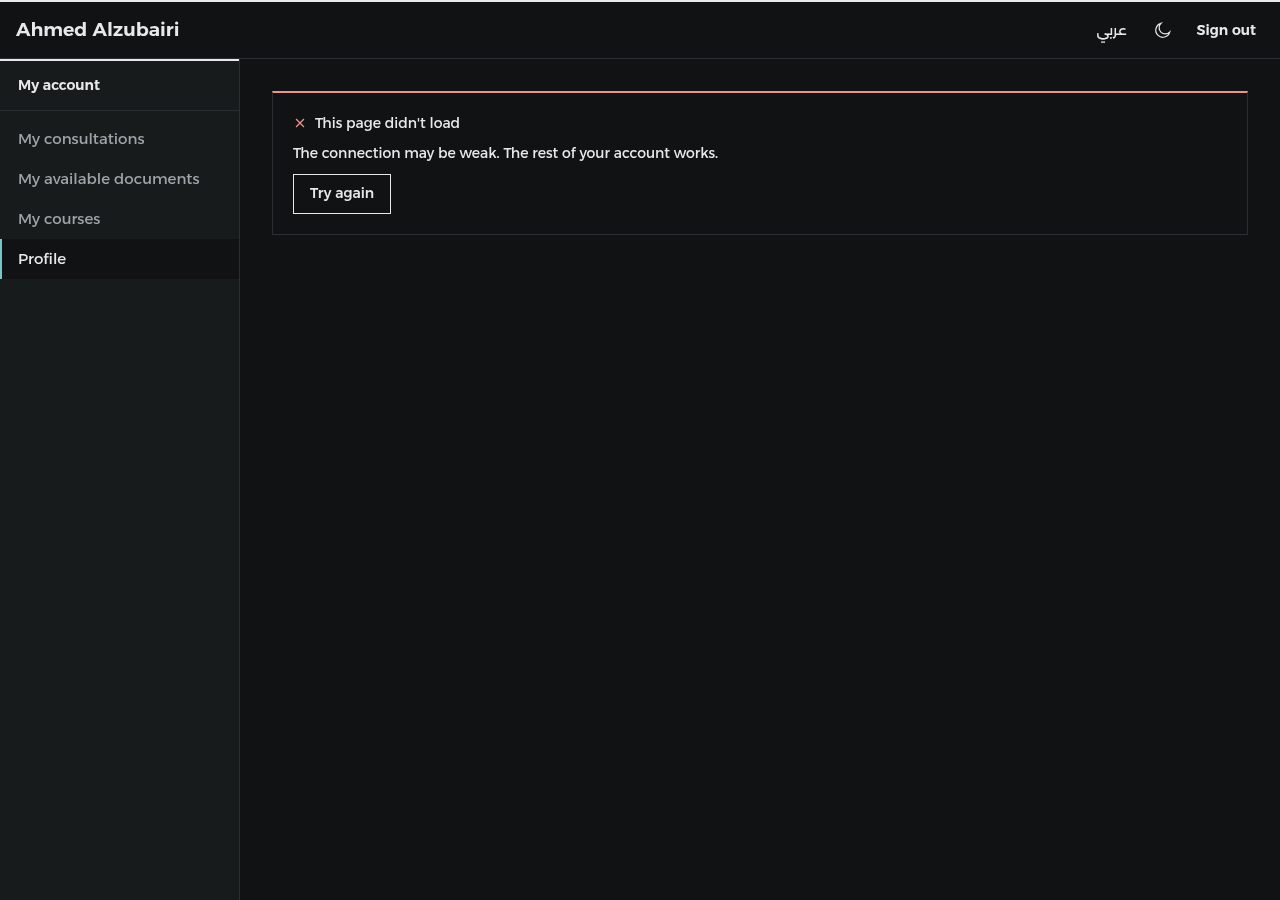 Ahmed Alzubairi
عربي
Sign out
My account
My consultations
My available documents
My courses
Profile
This page didn't load
The connection may be weak. The rest of your account works.
Try again